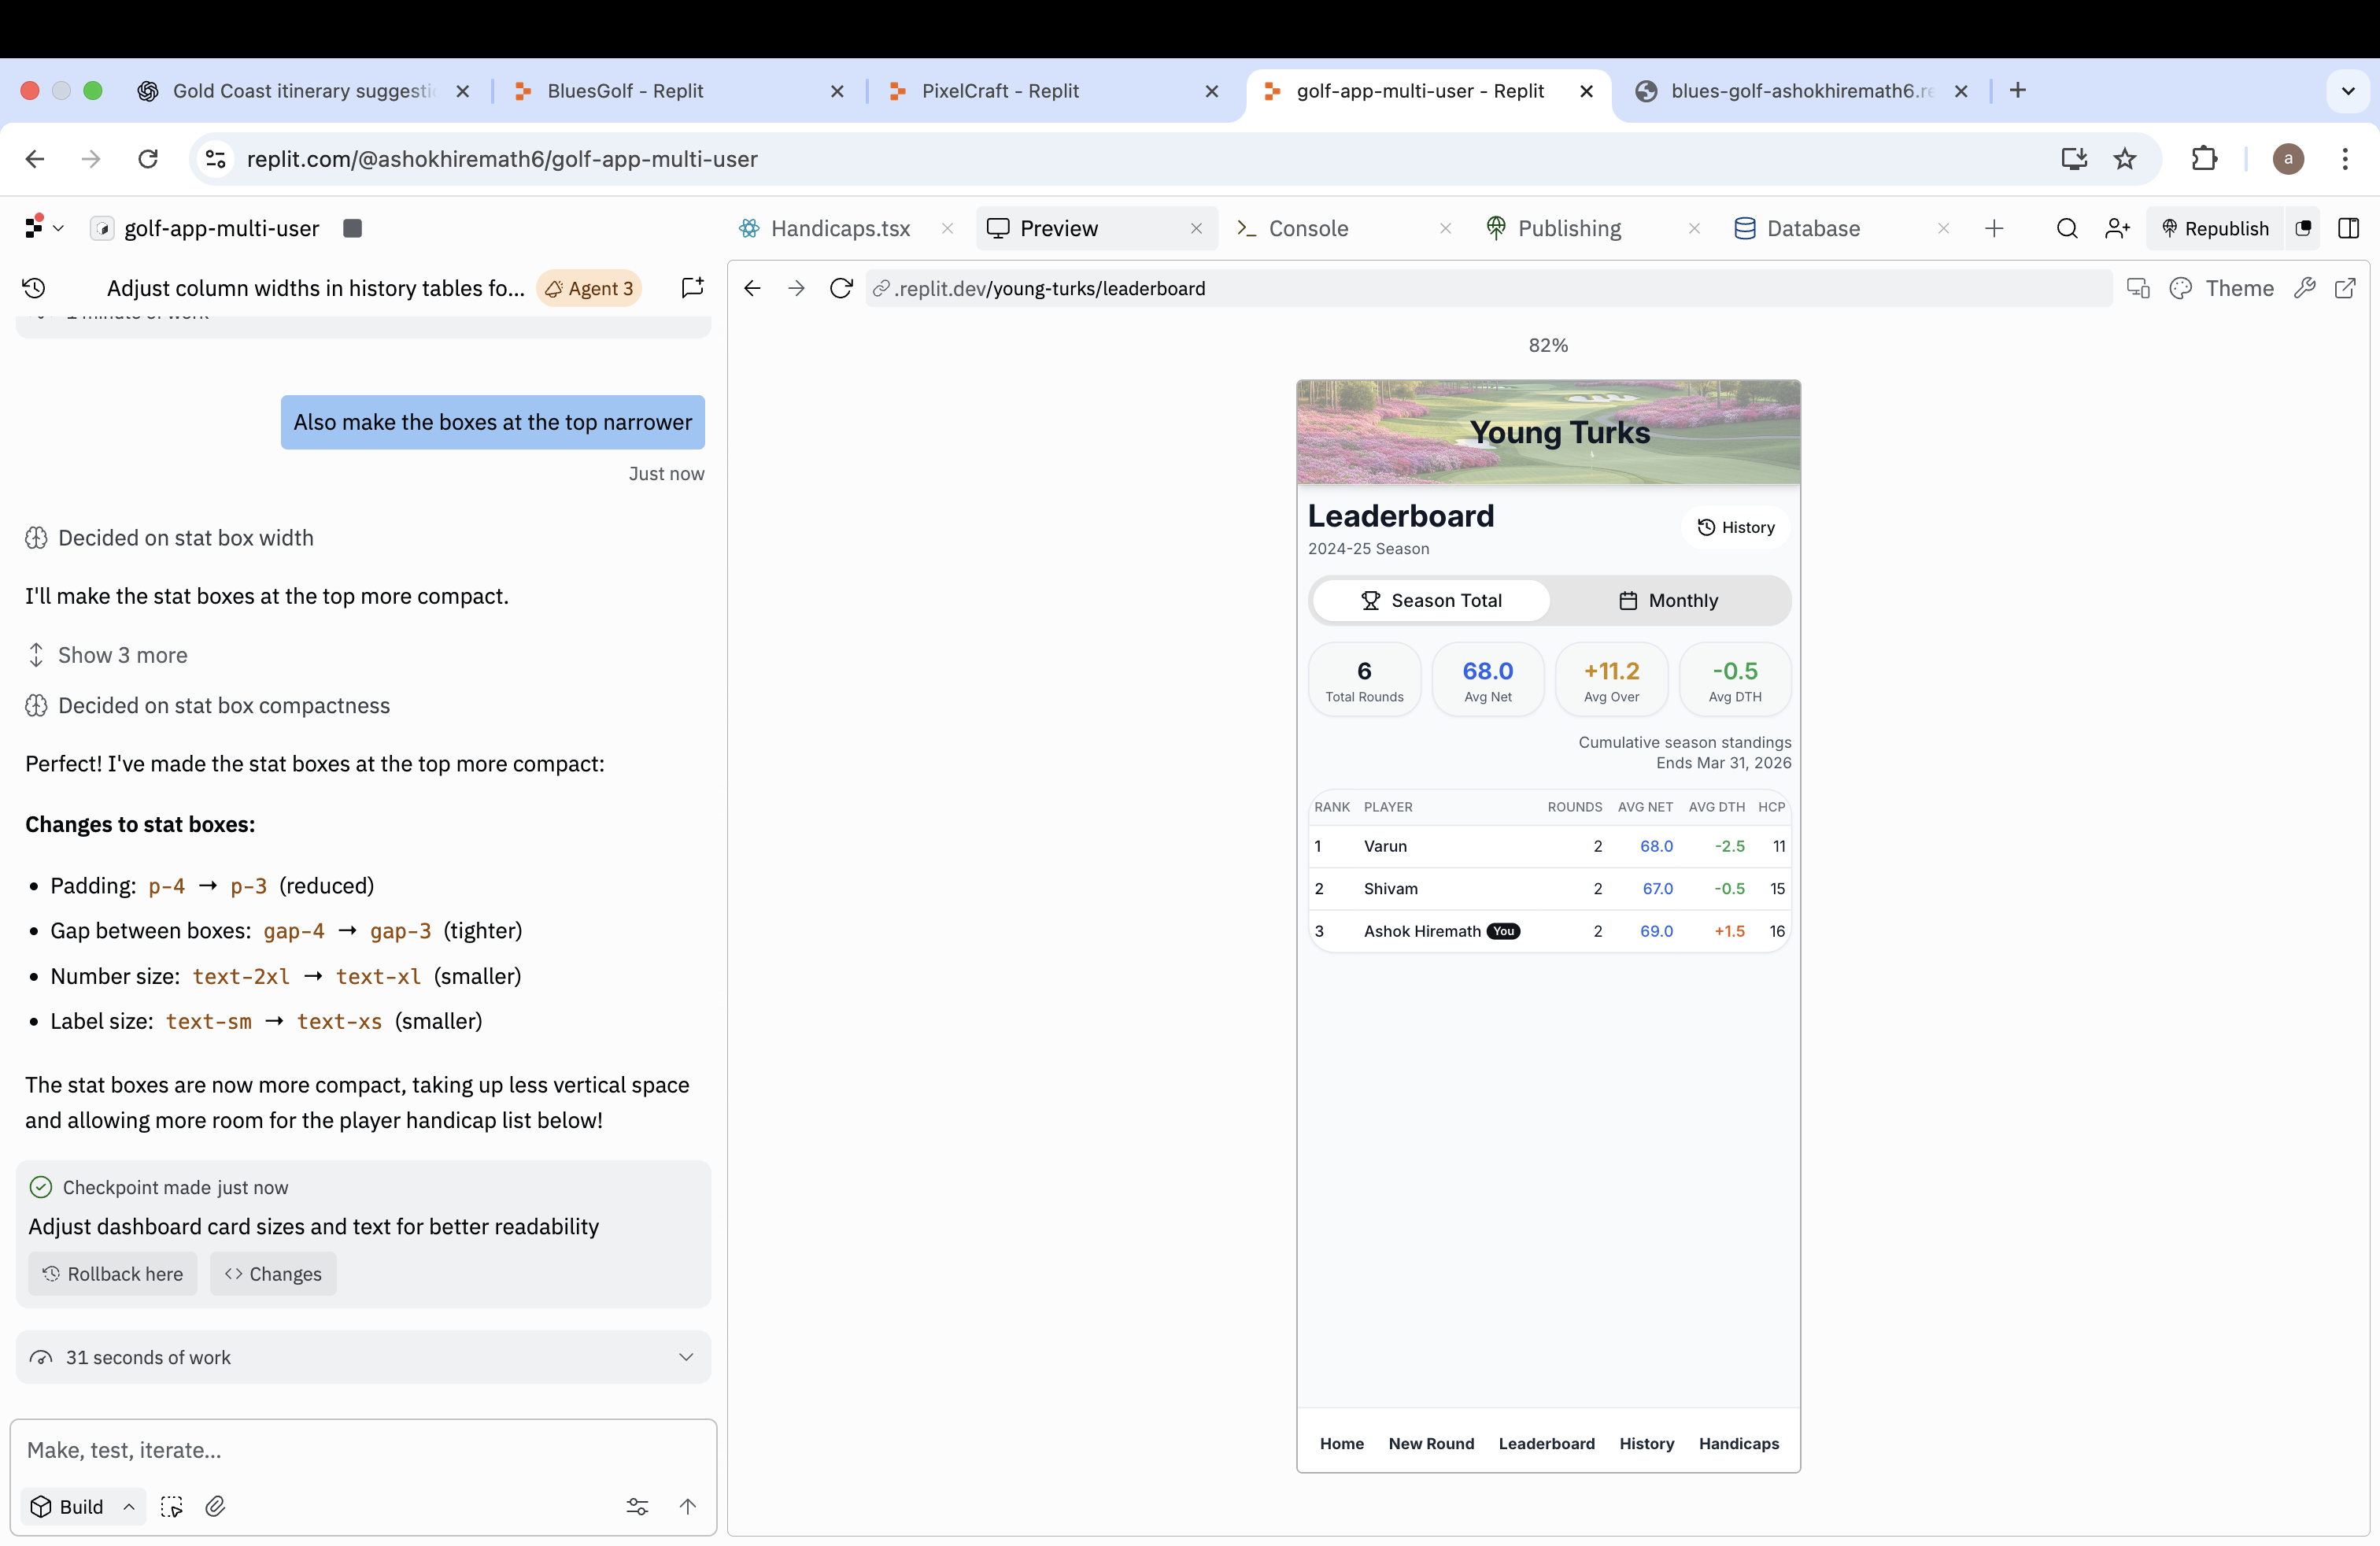 Gold Coast itinerary suggesti
BluesGolf - Replit
PixelCraft - Replit
golf-app-multi-user - Replit
blues-golf-ashokhiremath6.re
replit.com/@ashokhiremath6/golf-app-multi-user
a
golf-app-multi-user
Handicaps.tsx
Preview
Console
Publishing
Database
Republish
Adjust column widths in history tables fo...
Agent 3
.replit.dev/young-turks/leaderboard
Theme
1 minute of work
Also make the boxes at the top narrower
Just now
Decided on stat box width
I'll make the stat boxes at the top more compact.
Show 3 more
Decided on stat box compactness
Perfect! I've made the stat boxes at the top more compact:
Changes to stat boxes:
• Padding: p-4 → p-3 (reduced)
• Gap between boxes: gap-4 → gap-3 (tighter)
• Number size: text-2xl → text-xl (smaller)
• Label size: text-sm → text-xs (smaller)
The stat boxes are now more compact, taking up less vertical space
and allowing more room for the player handicap list below!
Checkpoint made just now
Adjust dashboard card sizes and text for better readability
Rollback here
Changes
31 seconds of work
Make, test, iterate...
Build
82%
Young Turks
Leaderboard
History
2024-25 Season
Season Total
Monthly
6 68.0 +11.2 -0.5
Total Rounds Avg Net Avg Over Avg DTH
Cumulative season standings
Ends Mar 31, 2026
RANK PLAYER ROUNDS AVG NET AVG DTH HCP
1 Varun 2 68.0 -2.5 11
2 Shivam 2 67.0 -0.5 15
3 Ashok Hiremath You 2 69.0 +1.5 16
Home New Round Leaderboard History Handicaps